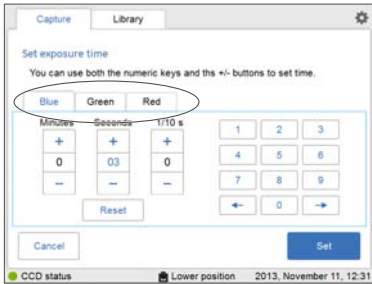 Capture Library
Set exposure time
You can use both the numeric keys and ths +/- buttons to set time.
Blue Green Red
Minutes Seconds 1/10 s
+ + + 1 2 3
0 03 0 4 5 6
− − − 7 8 9
Reset ← 0 →
Cancel Set
CCD status Lower position 2013, November 11, 12:31